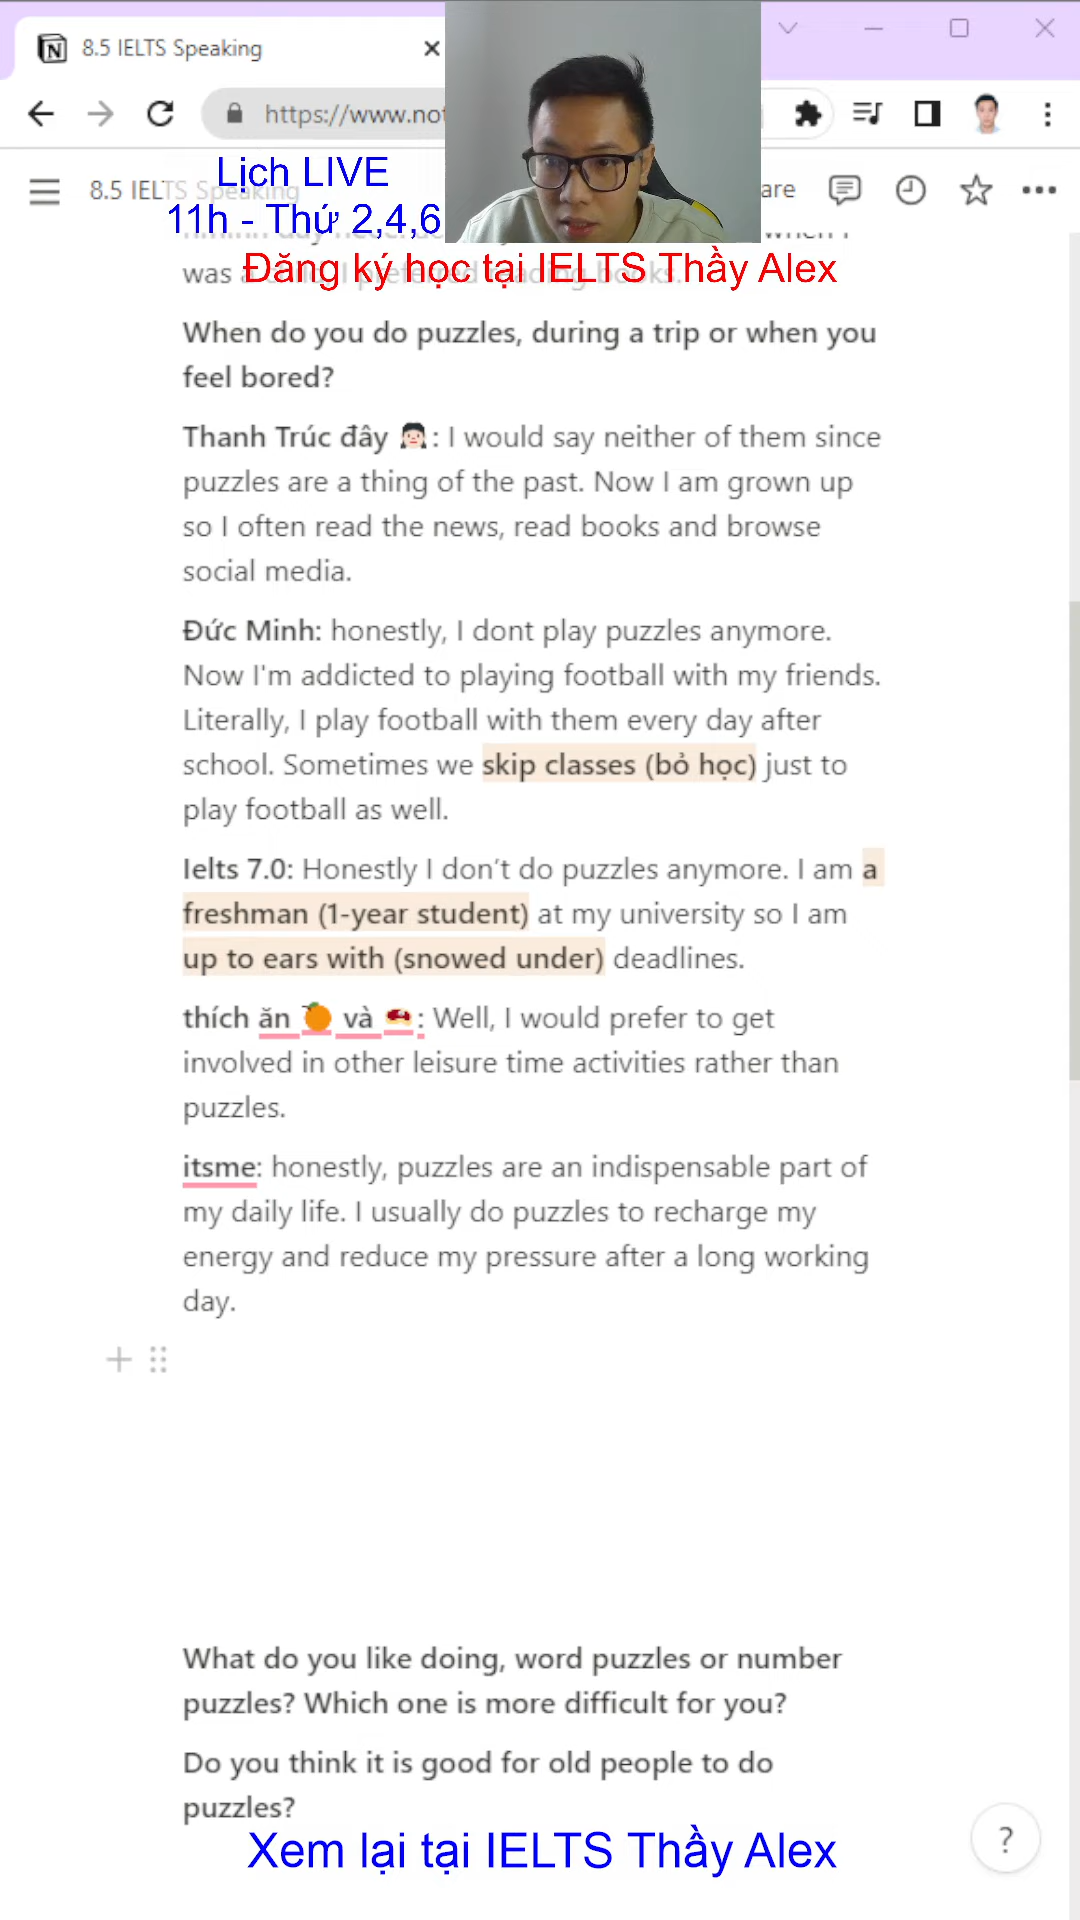 8.5 IELTS Speaking
https://www.not
Lịch LIVE
8.5 IELTS Speaking
are
11h - Thứ 2,4,6
Đăng ký học tại IELTS Thầy Alex
was a child, I preferred reading books.
When do you do puzzles, during a trip or when you
feel bored?
Thanh Trúc đây 👧🏻: I would say neither of them since
puzzles are a thing of the past. Now I am grown up
so I often read the news, read books and browse
social media.
Đức Minh: honestly, I dont play puzzles anymore.
Now I'm addicted to playing football with my friends.
Literally, I play football with them every day after
school. Sometimes we skip classes (bỏ học) just to
play football as well.
Ielts 7.0: Honestly I don’t do puzzles anymore. I am a
freshman (1-year student) at my university so I am
up to ears with (snowed under) deadlines.
thích ăn 🍊 và 🍰: Well, I would prefer to get
involved in other leisure time activities rather than
puzzles.
itsme: honestly, puzzles are an indispensable part of
my daily life. I usually do puzzles to recharge my
energy and reduce my pressure after a long working
day.
What do you like doing, word puzzles or number
puzzles? Which one is more difficult for you?
Do you think it is good for old people to do
puzzles?
Xem lại tại IELTS Thầy Alex
?